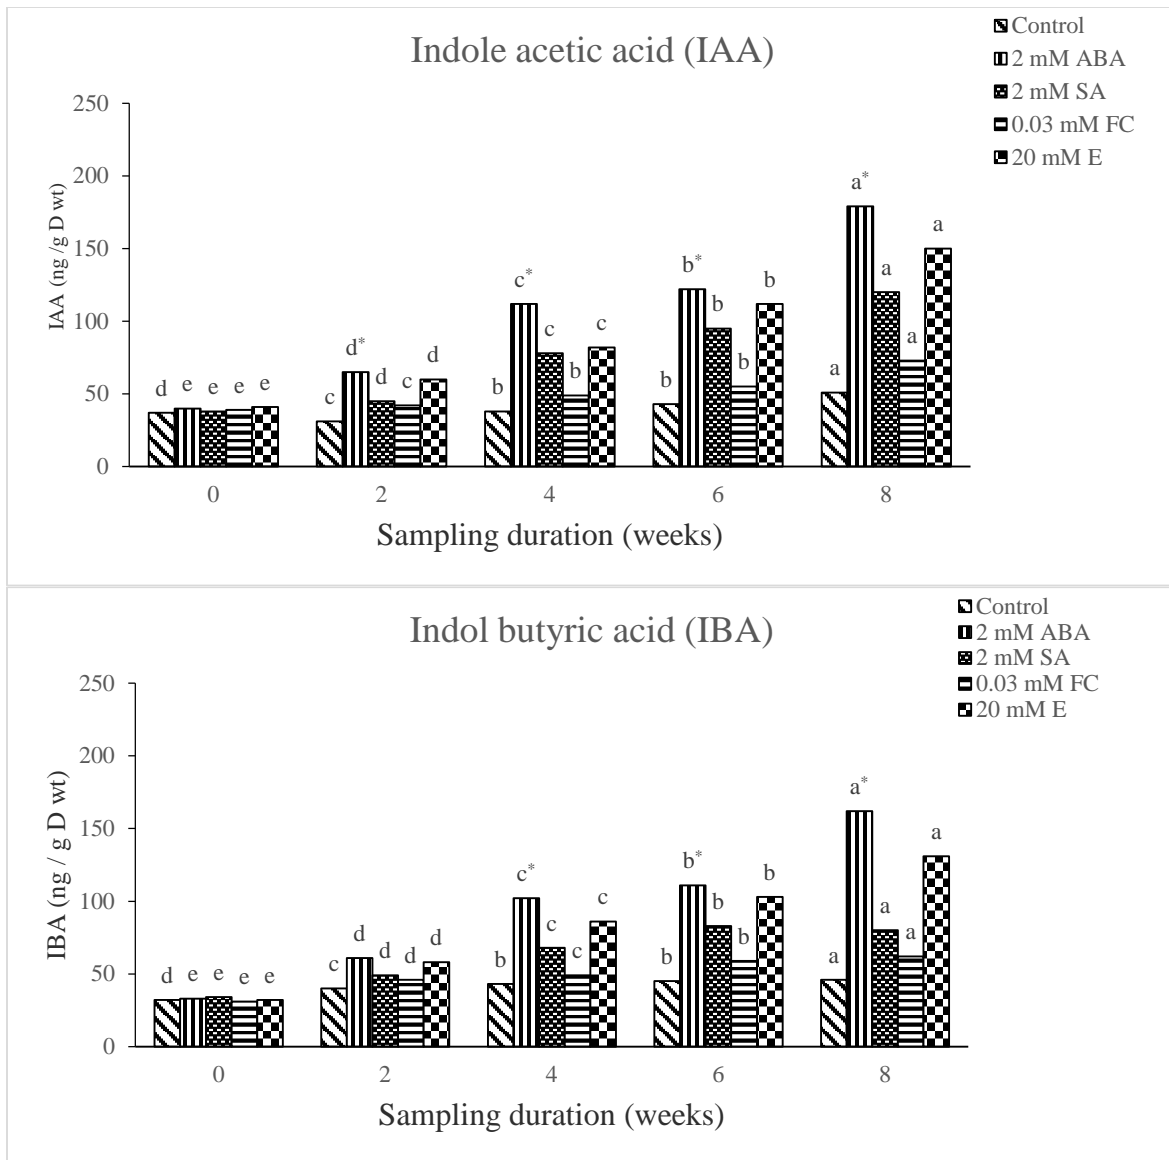 Indole acetic acid (IAA)
Control
2 mM ABA
2 mM SA
0.03 mM FC
20 mM E
IAA (ng /g D wt)
250
200
150
100
50
0
d e e e e
c d* d c d
b c* c b c
b b* b b b
a a* a a a
0 2 4 6 8
Sampling duration (weeks)
Indol butyric acid (IBA)
Control
2 mM ABA
2 mM SA
0.03 mM FC
20 mM E
IBA (ng / g D wt)
250
200
150
100
50
0
d e e e e
c d d d d
b c* c c c
b b* b b b
a a* a a a
0 2 4 6 8
Sampling duration (weeks)